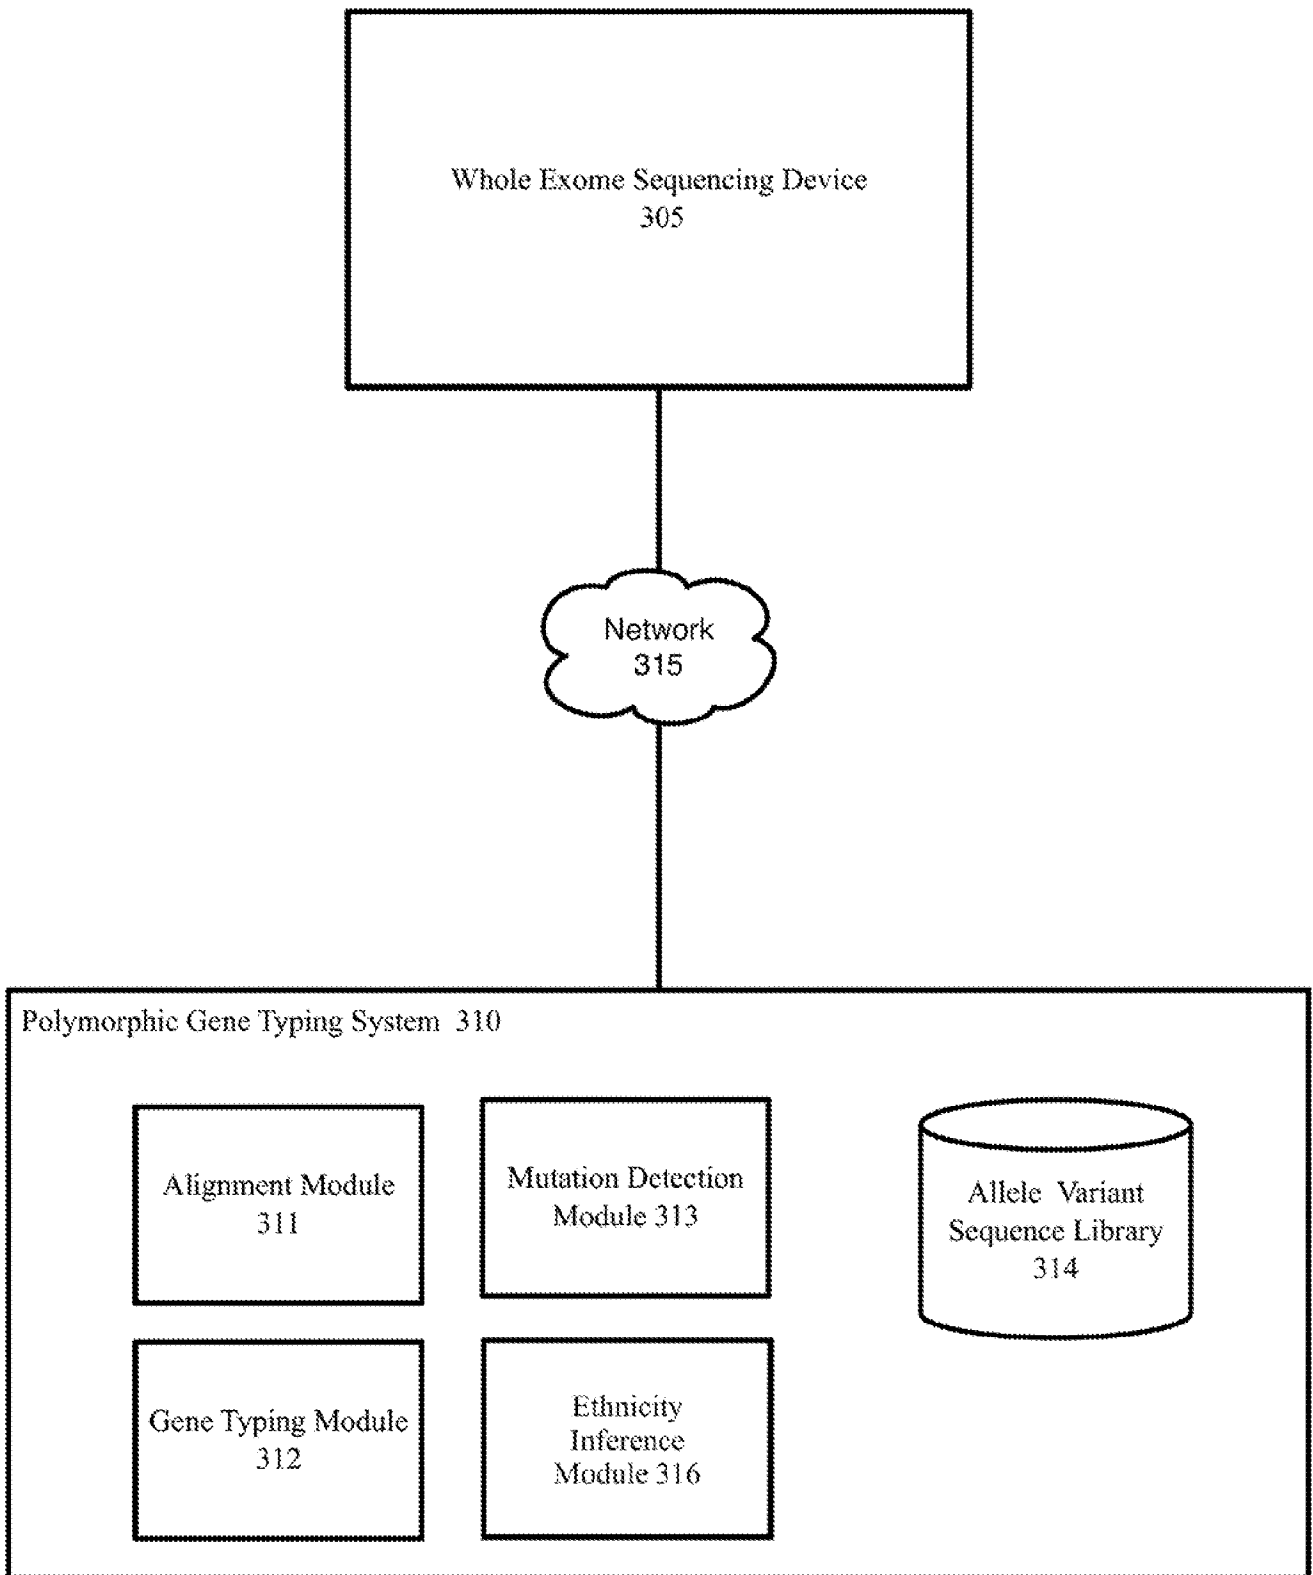 Whole Exome Sequencing Device
305
Network
315
Polymorphic Gene Typing System 310
Alignment Module
311
Mutation Detection
Module 313
Allele Variant
Sequence Library
314
Gene Typing Module
312
Ethnicity
Inference
Module 316